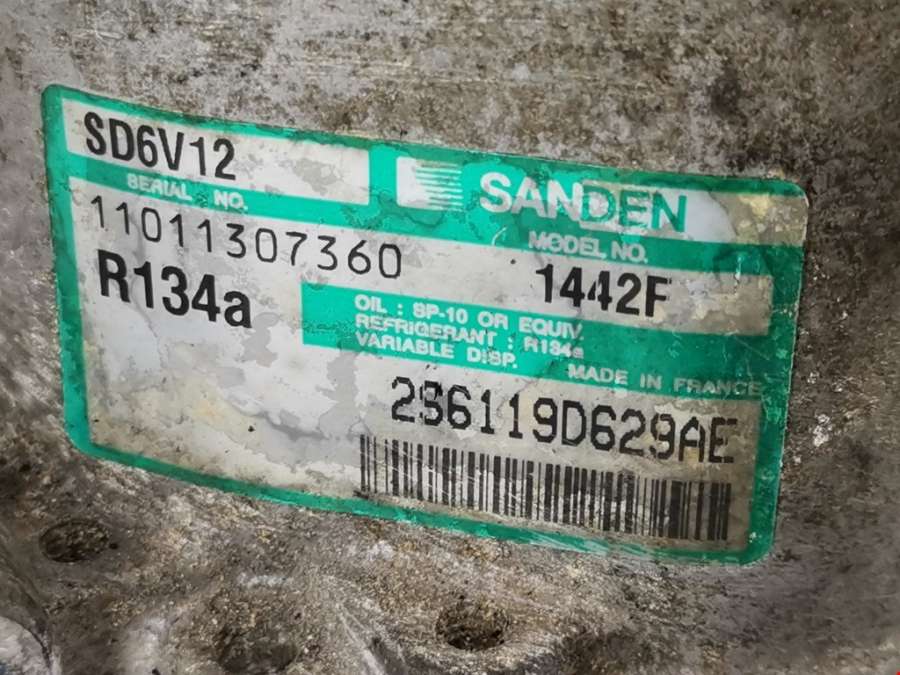 SD6V12
SANDEN
SERIAL NO.
MODEL NO.
11011307360
1442F
R134a
OIL : SP-10 OR EQUIV.
REFRIGERANT : R134a
VARIABLE DISP.
MADE IN FRANCE
2S6119D629AE